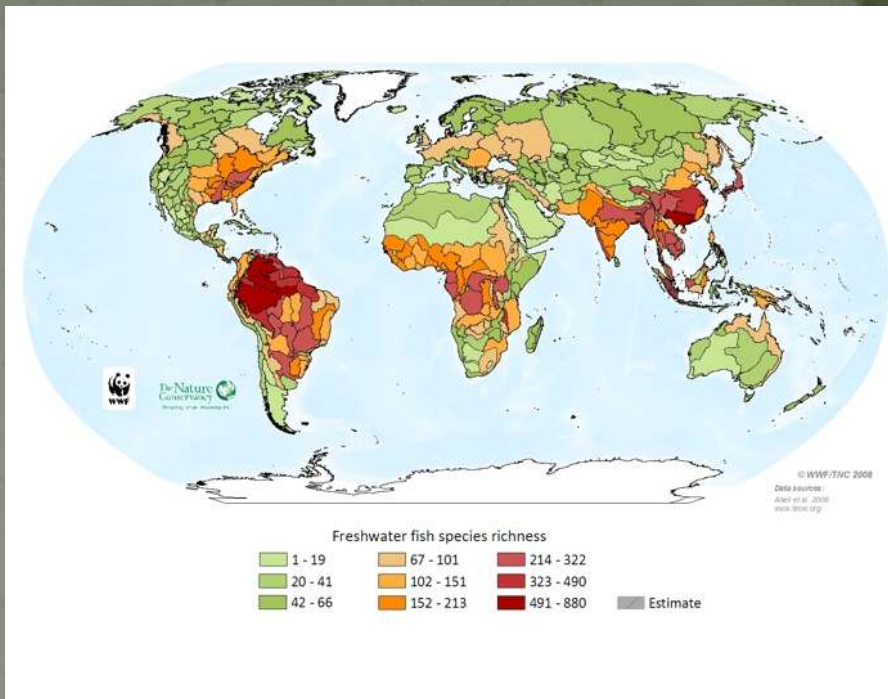 WWF
The Nature
Conservancy
© WWF/TNC 2008
Data sources:
Abell et al. 2008
www.feow.org
Freshwater fish species richness
1 - 19
67 - 101
214 - 322
20 - 41
102 - 151
323 - 490
42 - 66
152 - 213
491 - 880
Estimate